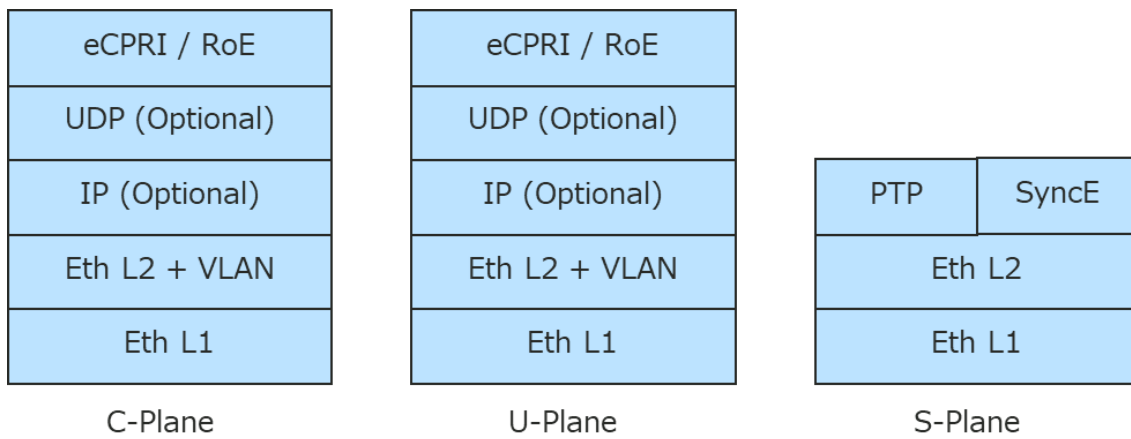 eCPRI / RoE
UDP (Optional)
IP (Optional)
Eth L2 + VLAN
Eth L1
C-Plane
eCPRI / RoE
UDP (Optional)
IP (Optional)
Eth L2 + VLAN
Eth L1
U-Plane
PTP
SyncE
Eth L2
Eth L1
S-Plane